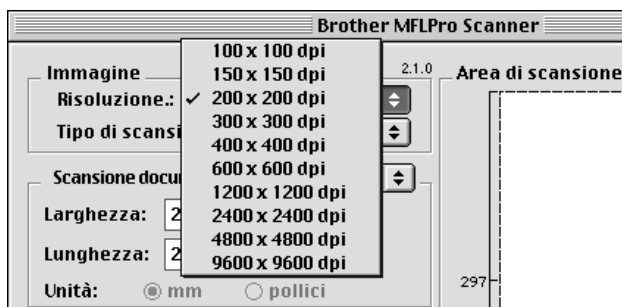 Brother MFLPro Scanner
Immagine
2.1.0
Risoluzione.:
Tipo di scansi
100 x 100 dpi
150 x 150 dpi
✓ 200 x 200 dpi
300 x 300 dpi
400 x 400 dpi
600 x 600 dpi
1200 x 1200 dpi
2400 x 2400 dpi
4800 x 4800 dpi
9600 x 9600 dpi
Scansione docu
Larghezza: 2
Lunghezza: 2
Unità: mm pollici
Area di scansione
297